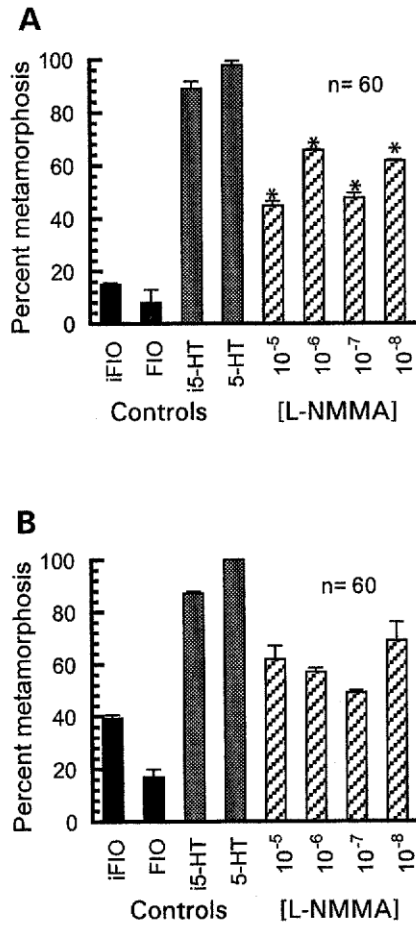 A
Percent metamorphosis
100
80
60
40
20
0
n= 60
* * * *
iFIO FIO i5-HT 5-HT 10⁻⁵ 10⁻⁶ 10⁻⁷ 10⁻⁸
Controls [L-NMMA]
B
Percent metamorphosis
100
80
60
40
20
0
n= 60
iFIO FIO i5-HT 5-HT 10⁻⁵ 10⁻⁶ 10⁻⁷ 10⁻⁸
Controls [L-NMMA]